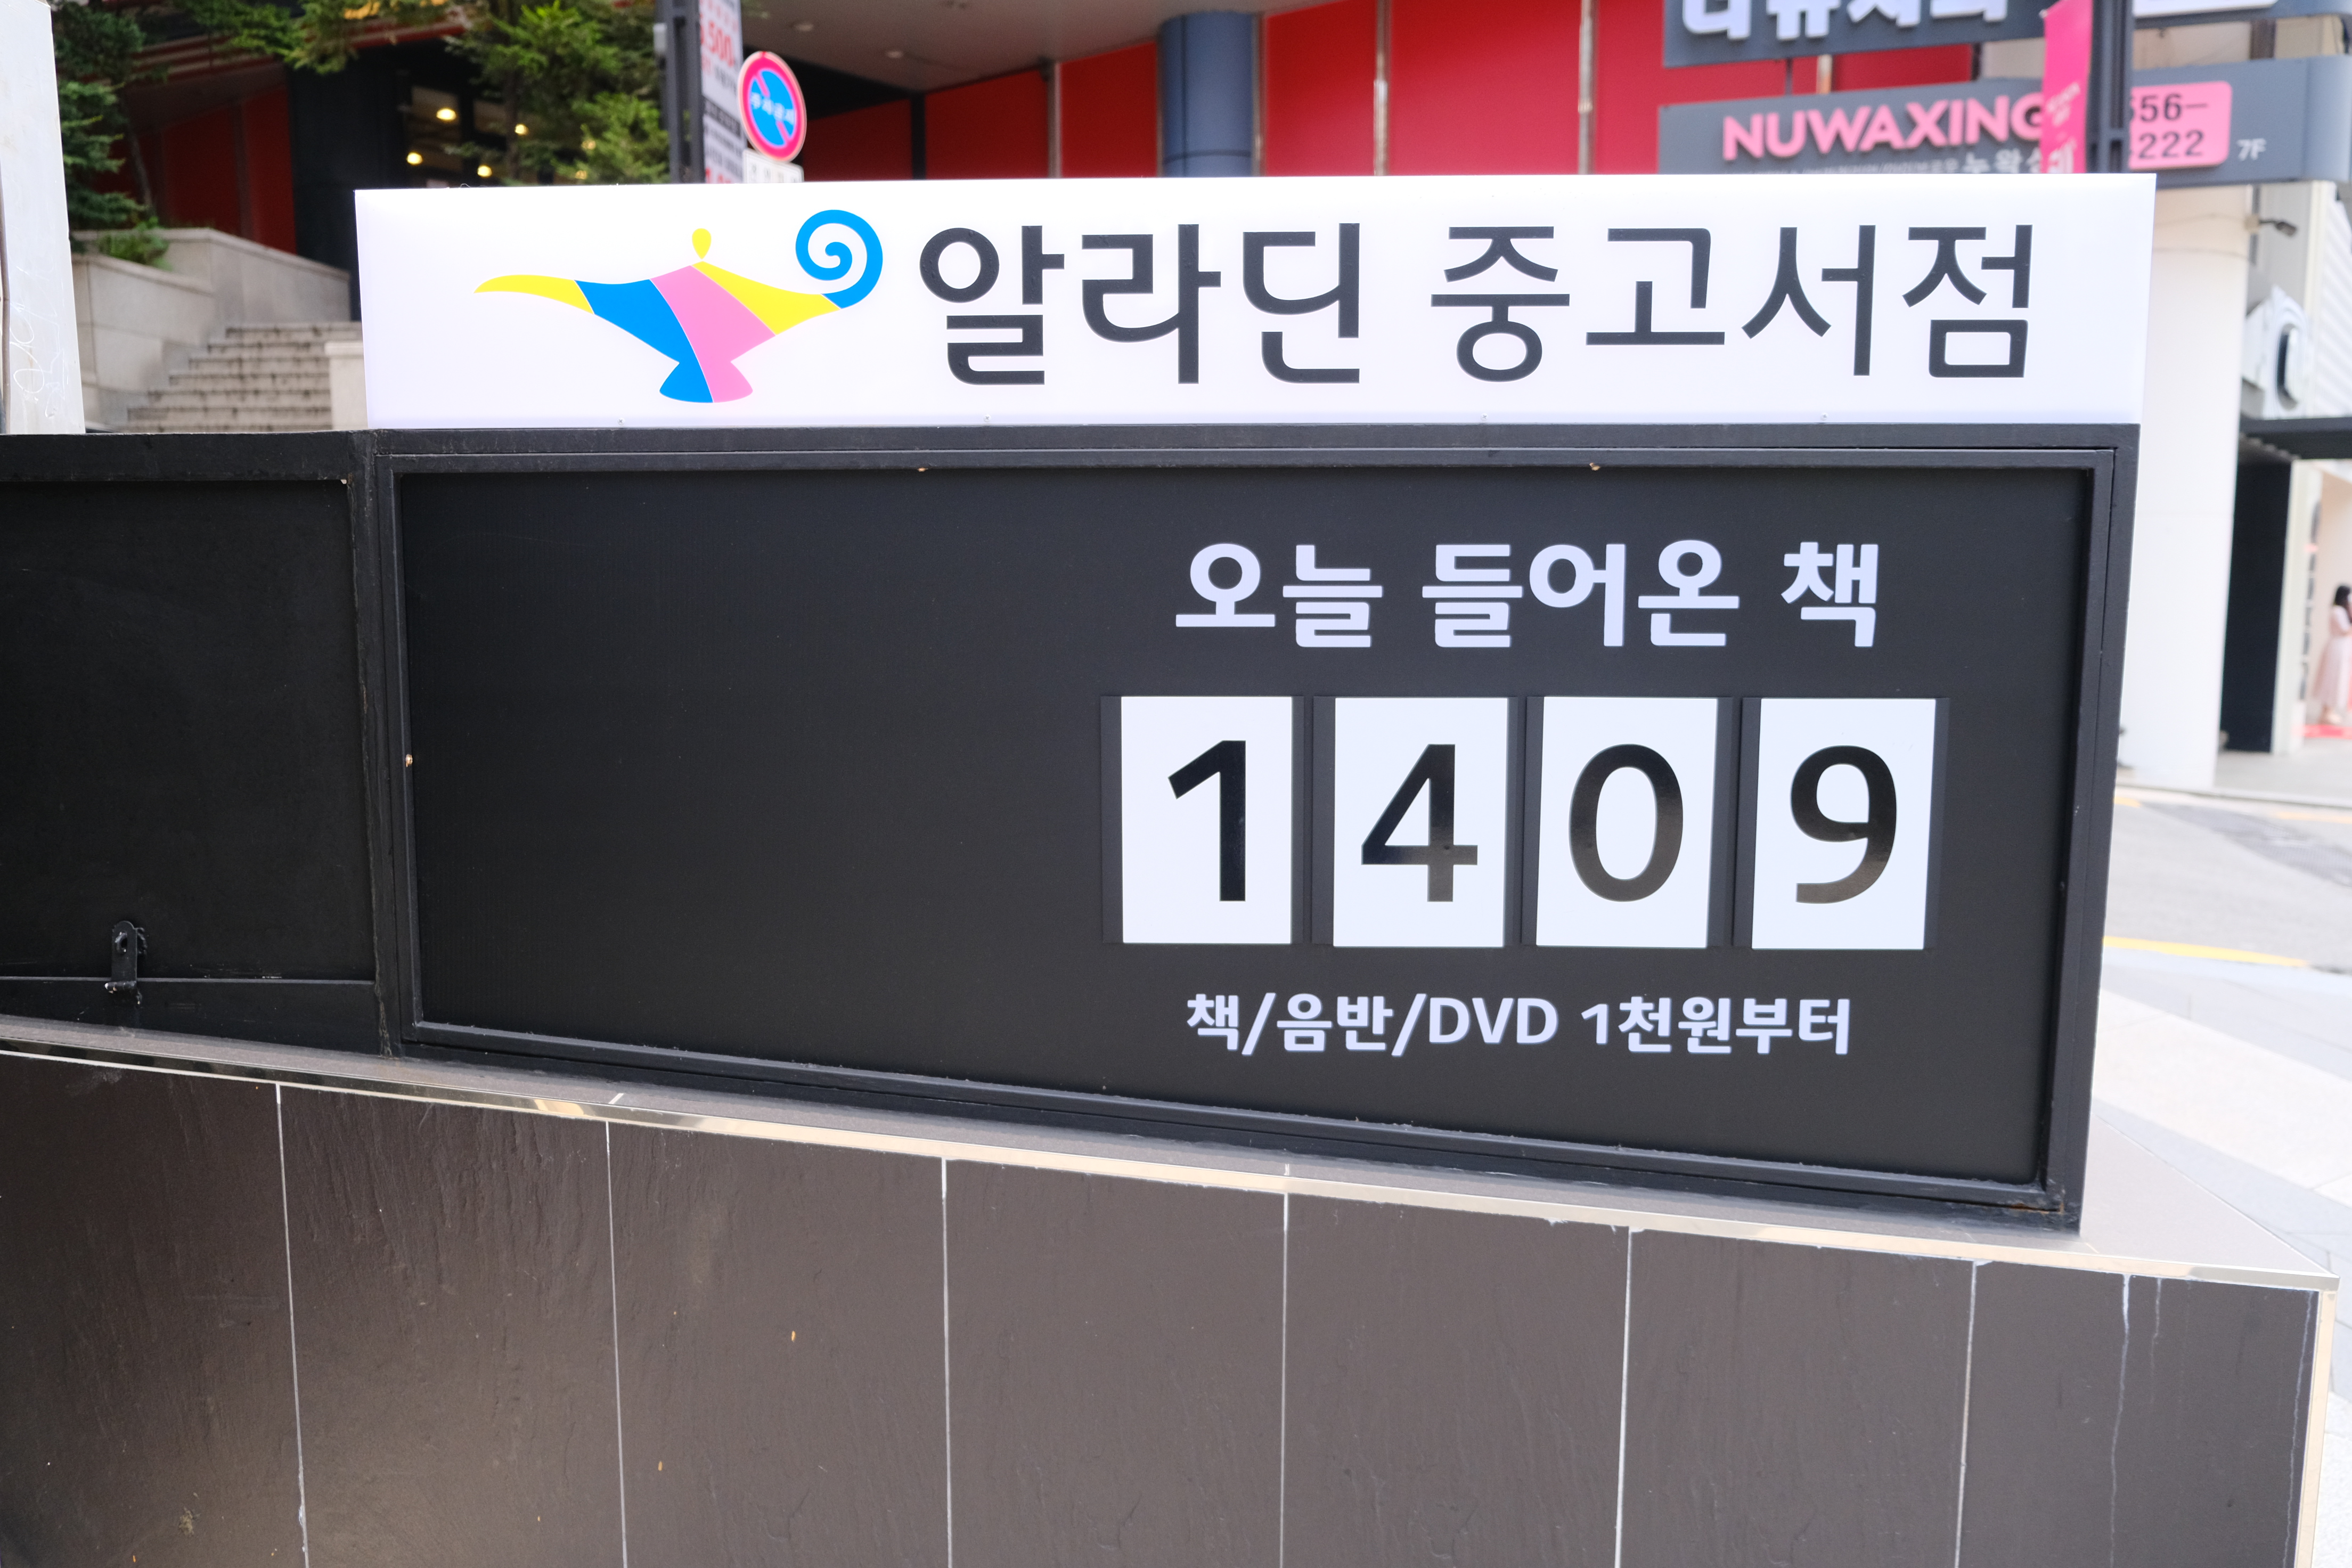 NUWAXING
7F
알라딘 중고서점
오늘 들어온 책
1409
책/음반/DVD 1천원부터